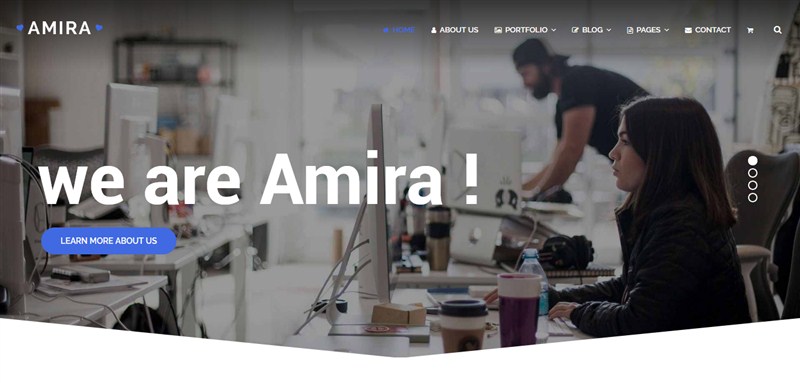 AMIRA
HOME ABOUT US PORTFOLIO BLOG PAGES CONTACT
we are Amira !
LEARN MORE ABOUT US